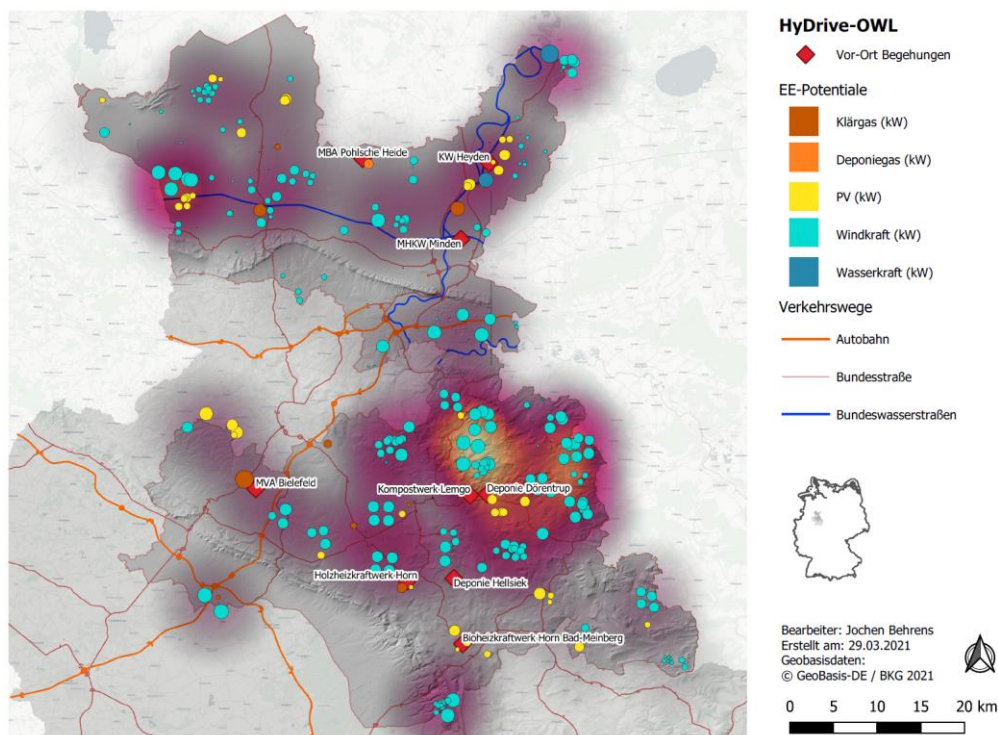 HyDrive-OWL
Vor-Ort Begehungen
EE-Potentiale
Klärgas (kW)
Deponiegas (kW)
PV (kW)
Windkraft (kW)
Wasserkraft (kW)
Verkehrswege
Autobahn
Bundesstraße
Bundeswasserstraßen
MBA Pohlsche Heide
KW Heyden
MHKW Minden
MVA Bielefeld
Kompostwerk-Lemgo
Deponie Dörentrup
Holzheizkraftwerk-Horn
Deponie Hellsiek
Bioheizkraftwerk-Horn Bad-Meinberg
Bearbeiter: Jochen Behrens
Erstellt am: 29.03.2021
Geobasisdaten:
© GeoBasis-DE / BKG 2021
0 5 10 15 20 km